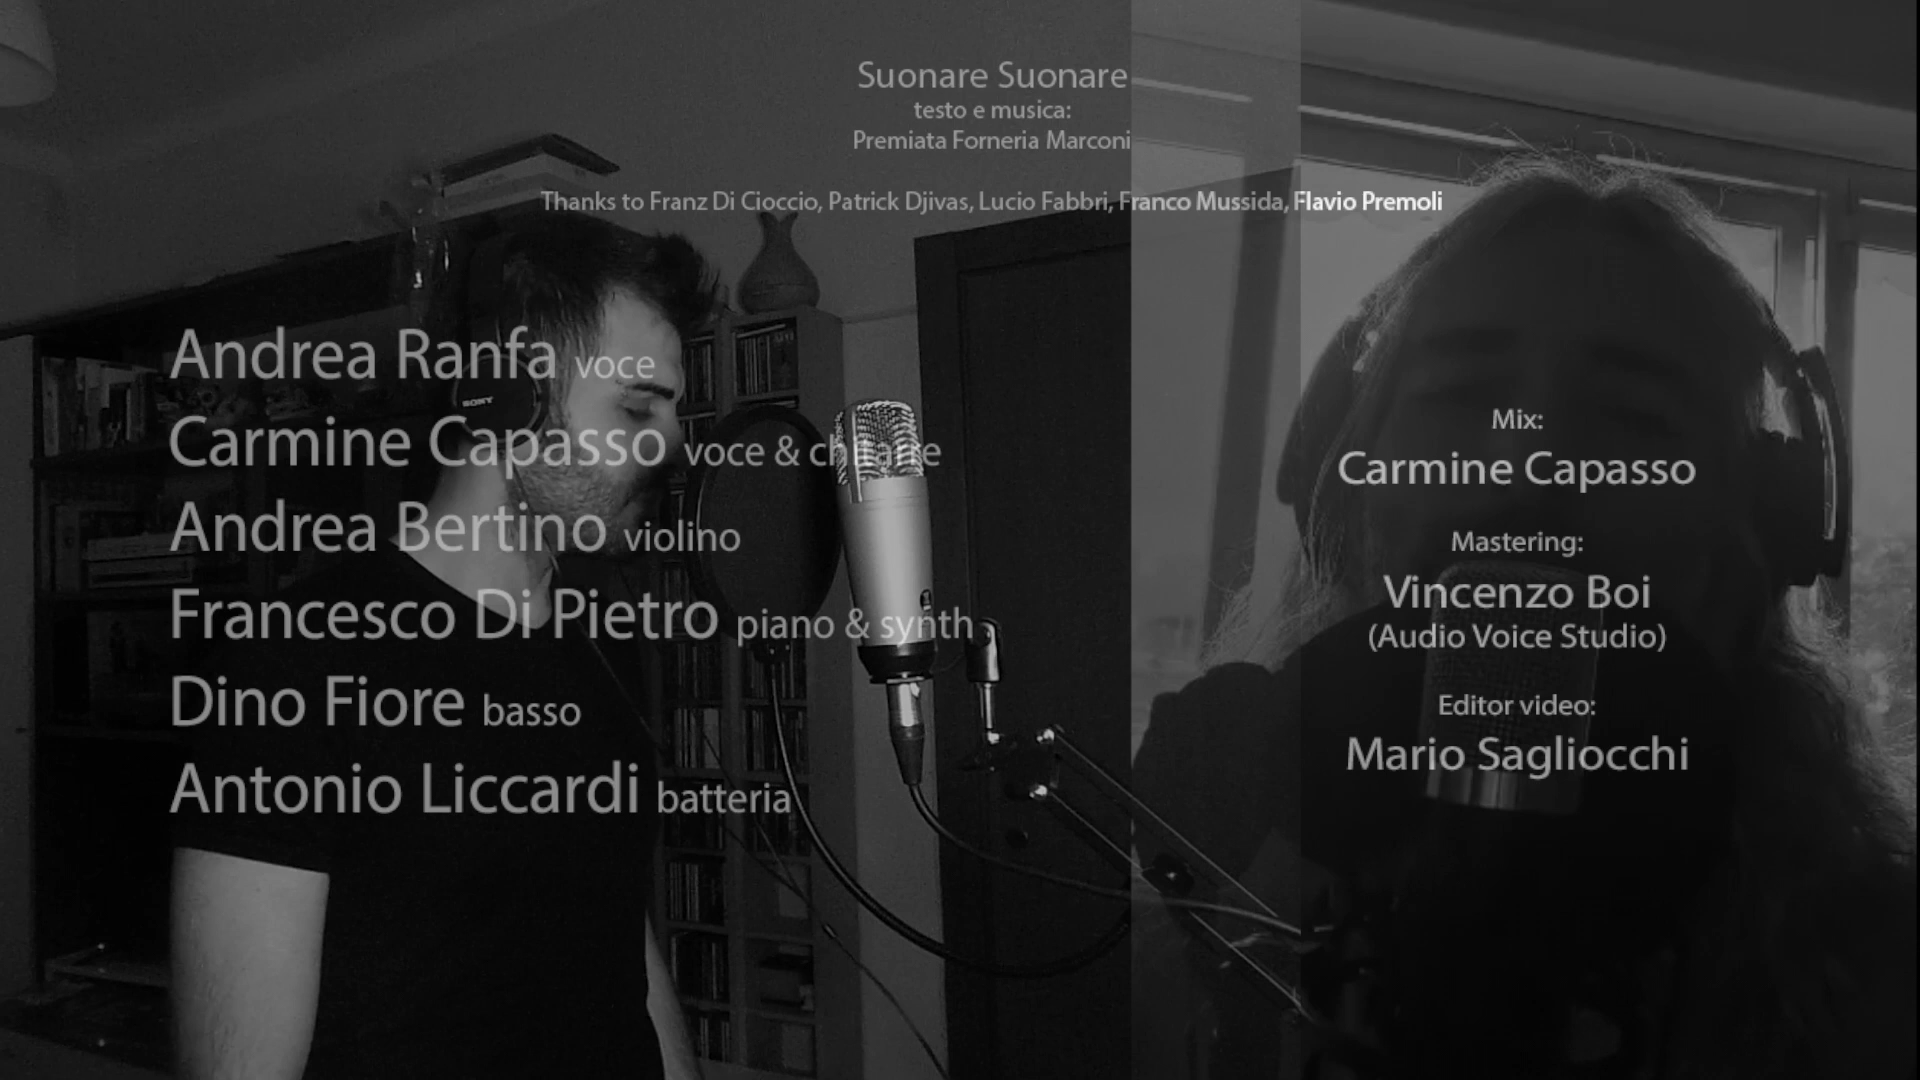 Suonare Suonare
testo e musica:
Premiata Forneria Marconi
Thanks to Franz Di Cioccio, Patrick Djivas, Lucio Fabbri, Franco Mussida, Flavio Premoli
Andrea Ranfa voce
Carmine Capasso voce & chitarre
Andrea Bertino violino
Francesco Di Pietro piano & synth
Dino Fiore basso
Antonio Liccardi batteria
SONY
Mix:
Carmine Capasso
Mastering:
Vincenzo Boi
(Audio Voice Studio)
Editor video:
Mario Sagliocchi